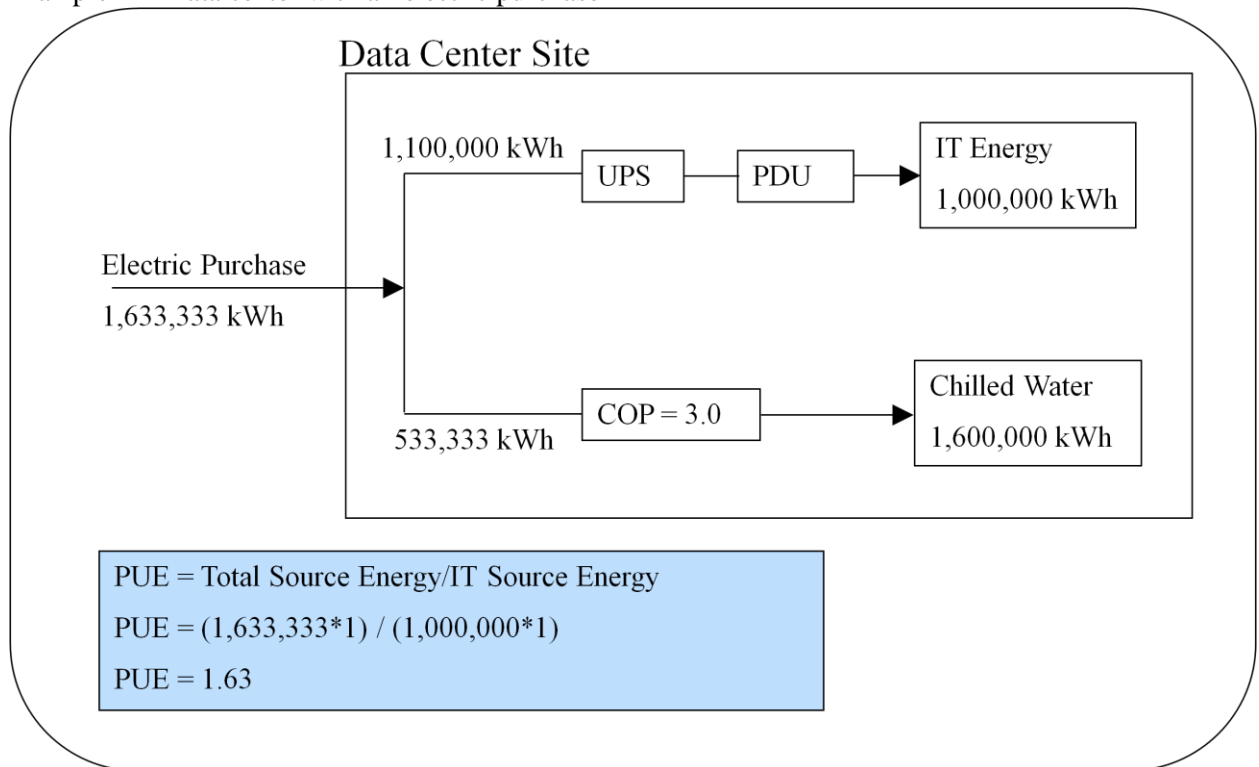 Data Center Site
1,100,000 kWh
UPS
PDU
IT Energy
1,000,000 kWh
Electric Purchase
1,633,333 kWh
533,333 kWh
COP = 3.0
Chilled Water
1,600,000 kWh
PUE = Total Source Energy/IT Source Energy
PUE = (1,633,333*1) / (1,000,000*1)
PUE = 1.63